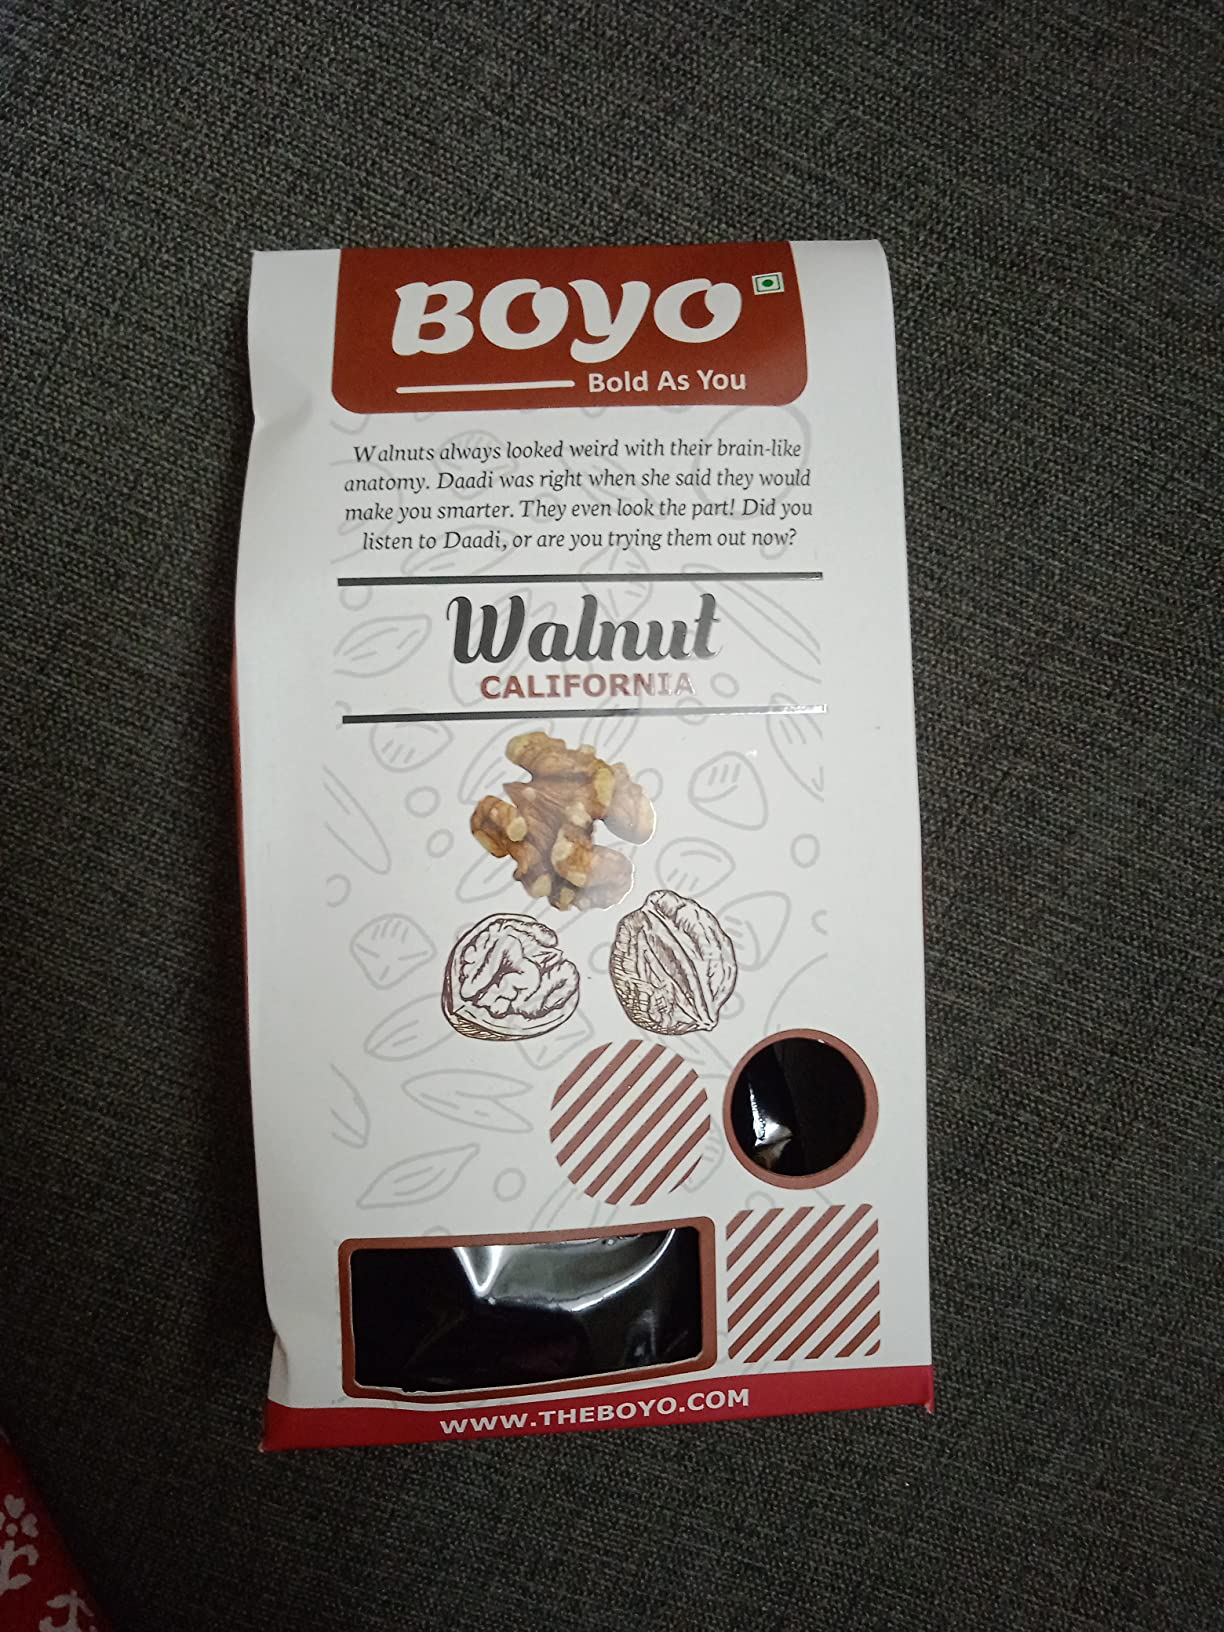 BOYO
Bold As You
Walnuts always looked weird with their brain-like
anatomy. Daadi was right when she said they would
make you smarter. They even look the part! Did you
listen to Daadi, or are you trying them out now?
Walnut
CALIFORNIA
WWW.THEBOYO.COM